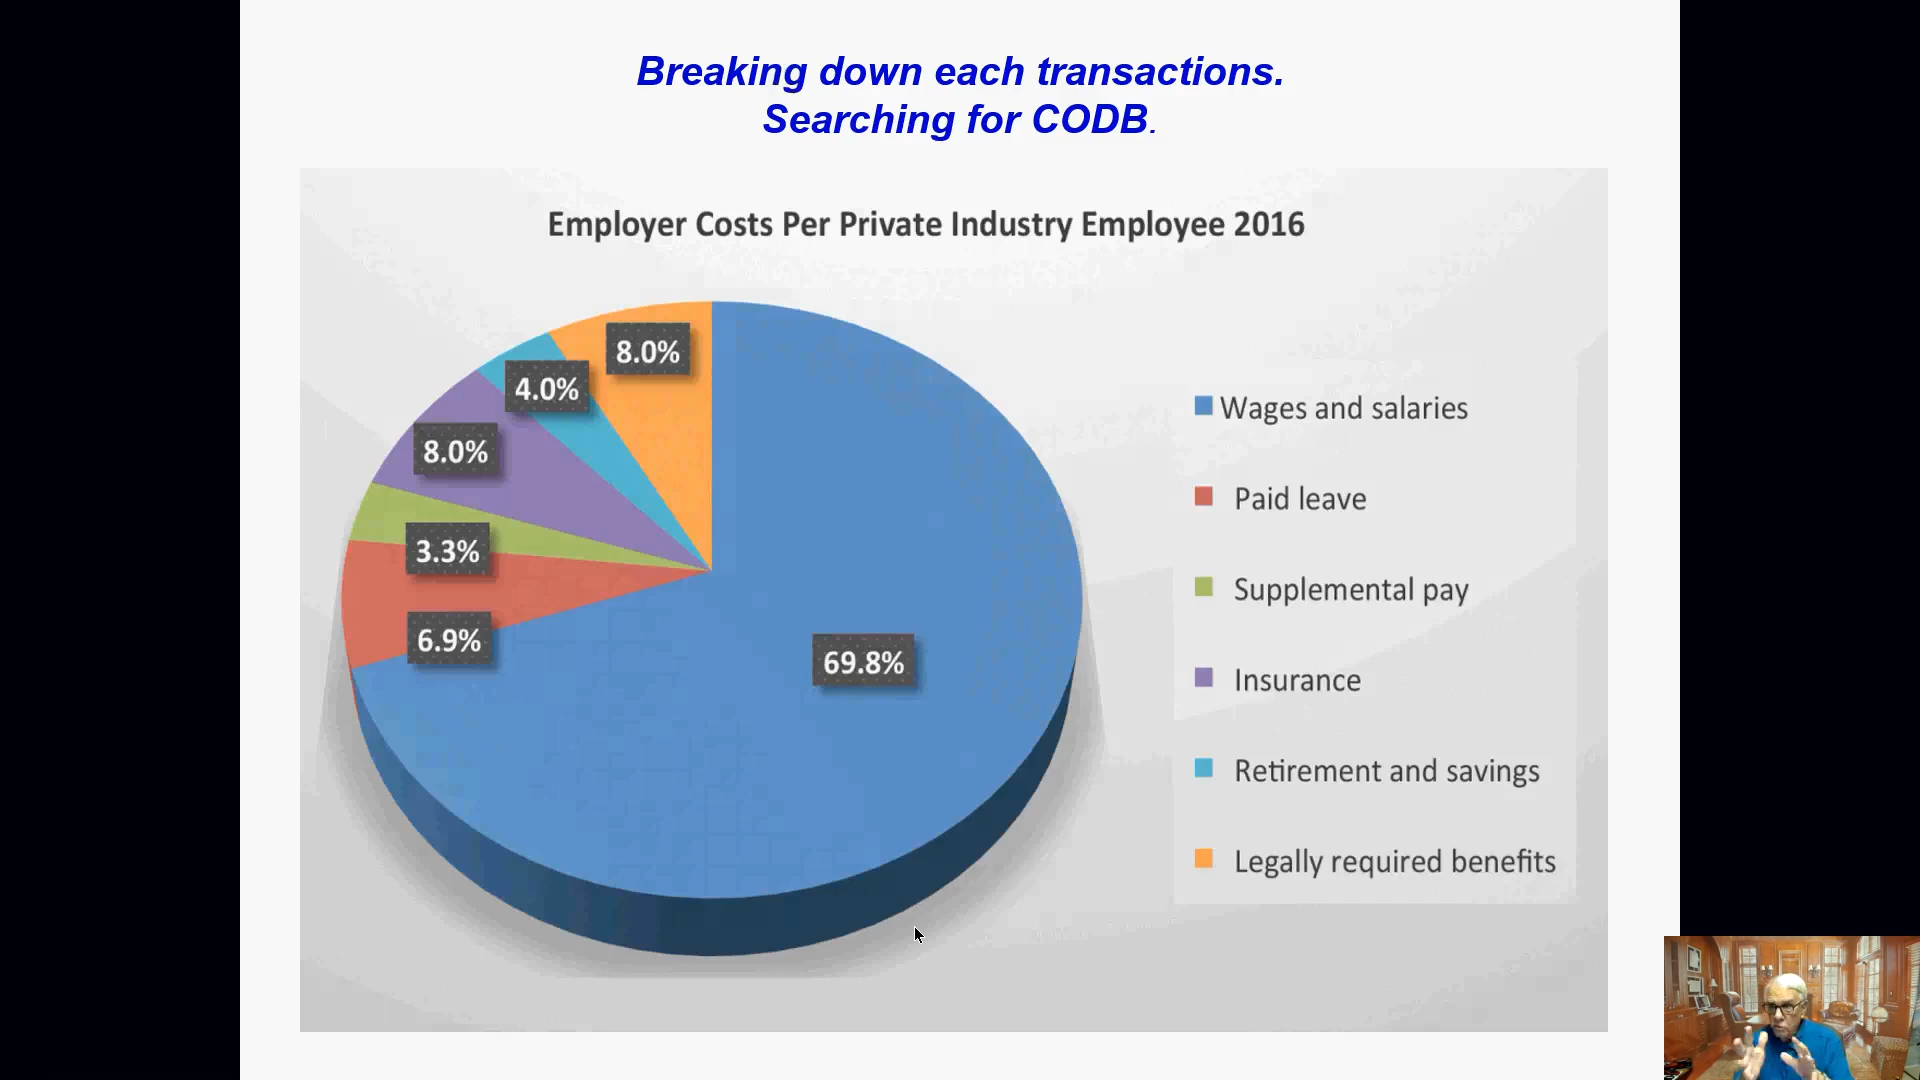 Breaking down each transactions.
Searching for CODB.
Employer Costs Per Private Industry Employee 2016
8.0%
4.0%
8.0%
3.3%
6.9%
69.8%
Wages and salaries
Paid leave
Supplemental pay
Insurance
Retirement and savings
Legally required benefits